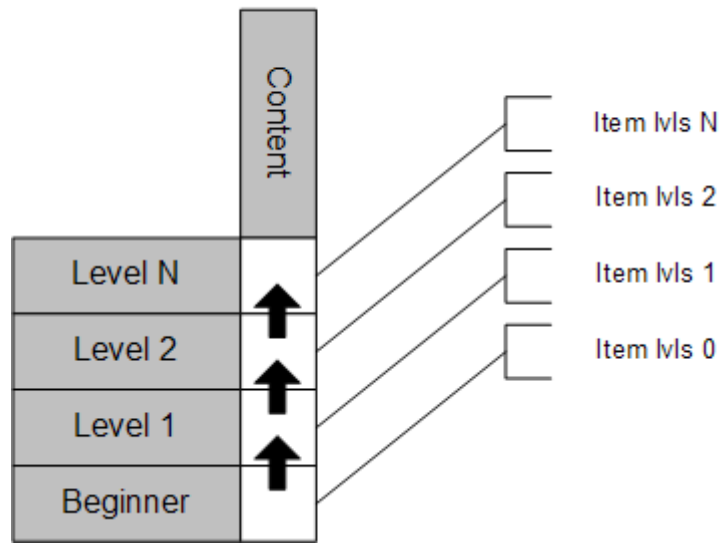 Content
Level N
Level 2
Level 1
Beginner
Item lvls N
Item lvls 2
Item lvls 1
Item lvls 0